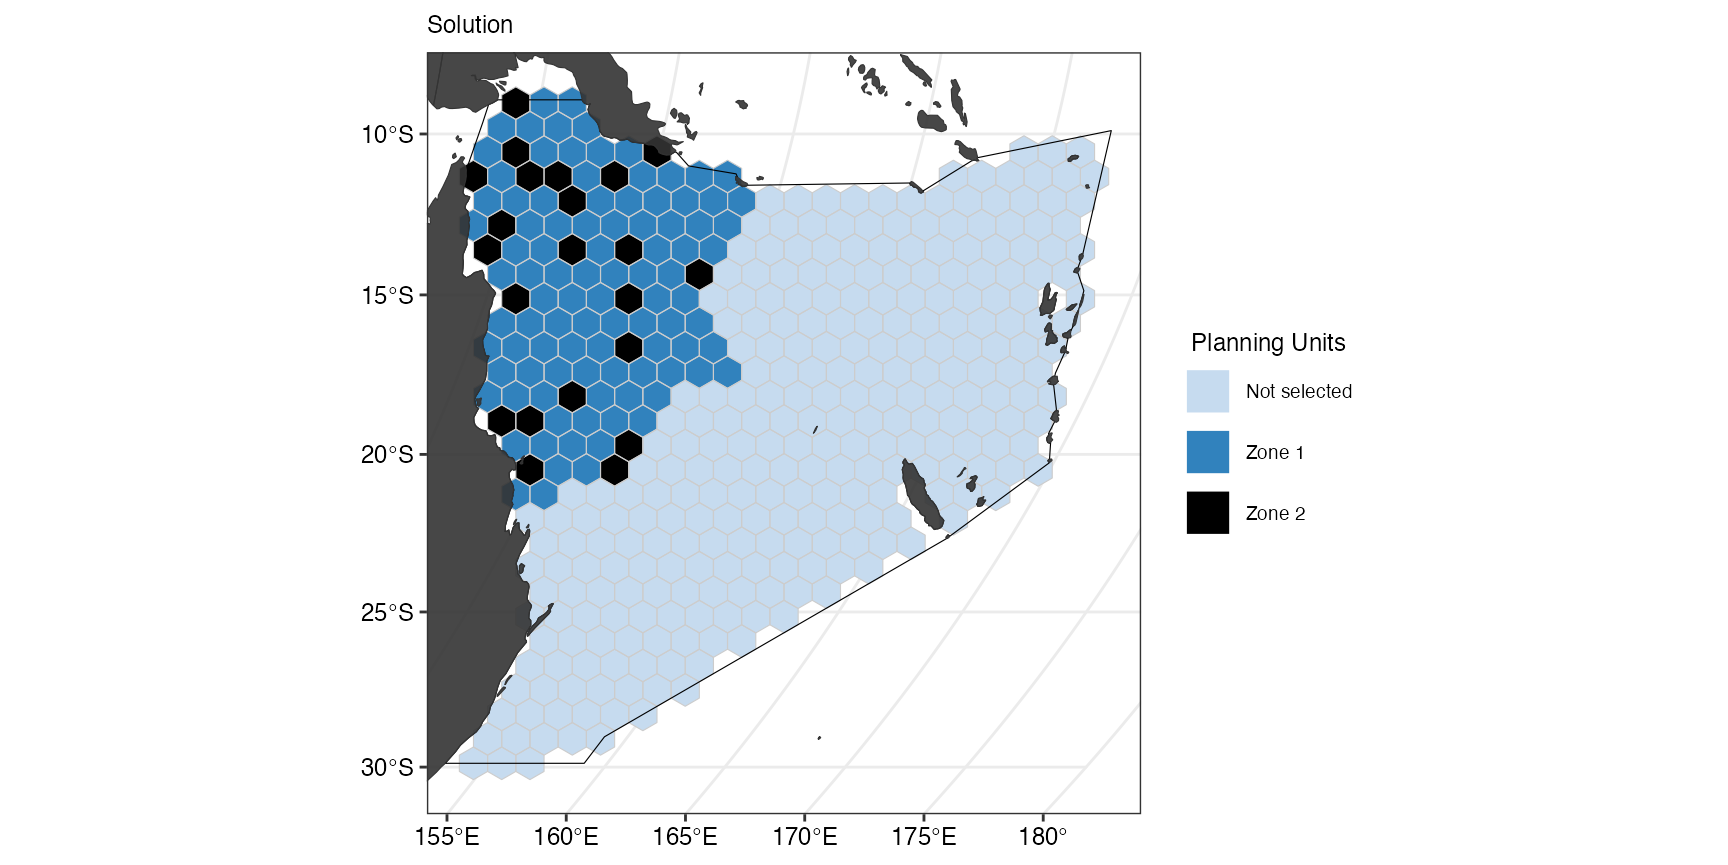 Solution
10°S
15°S
20°S
25°S
30°S
155°E 160°E 165°E 170°E 175°E 180°
Planning Units
Not selected
Zone 1
Zone 2